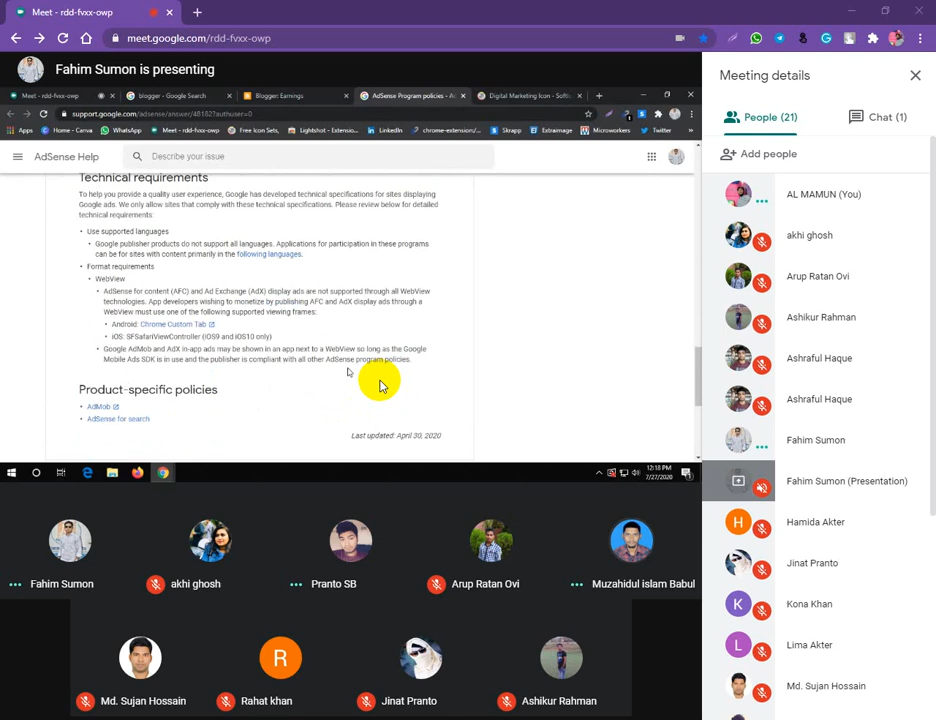 Meet - rdd-fvxx-owp
meet.google.com/rdd-fvxx-owp
Fahim Sumon is presenting
Meet - rdd-fvxx-owp
blogger - Google Search
Blogger: Earnings
AdSense Program policies - A
Digital Marketing Icon - Softi
support.google.com/adsense/answer/48182?authuser=0
Apps
Home - Canva
WhatsApp
Meet - rdd-fvxx-owp
Free Icon Sets,
Lightshot - Extensio...
LinkedIn
chrome-extension:/...
Skrapp
Extraimage
Microworkers
Twitter
AdSense Help
Describe your issue
Technical requirements
To help you provide a quality user experience, Google has developed technical specifications for sites displaying
Google ads. We only allow sites that comply with these technical specifications. Please review below for detailed
technical requirements:
• Use supported languages
• Google publisher products do not support all languages. Applications for participation in these programs
can be for sites with content primarily in the following languages.
• Format requirements
• WebView
• AdSense for content (AFC) and Ad Exchange (AdX) display ads are not supported through all WebView
technologies. App developers wishing to monetize by publishing AFC and AdX display ads through a
WebView must use one of the following supported viewing frames:
• Android: Chrome Custom Tab
• iOS: SFSafariViewController (iOS9 and iOS10 only)
• Google AdMob and AdX in-app ads may be shown in an app next to a WebView so long as the Google
Mobile Ads SDK is in use and the publisher is compliant with all other AdSense program policies.
Product-specific policies
• AdMob
• AdSense for search
Last updated: April 30, 2020
12:18 PM
7/27/2020
Fahim Sumon
akhi ghosh
Pranto SB
Arup Ratan Ovi
Muzahidul islam Babul
Md. Sujan Hossain
R
Rahat khan
Jinat Pranto
Ashikur Rahman
Meeting details
People (21)
Chat (1)
Add people
AL MAMUN (You)
akhi ghosh
Arup Ratan Ovi
Ashikur Rahman
Ashraful Haque
Ashraful Haque
Fahim Sumon
Fahim Sumon (Presentation)
H
Hamida Akter
Jinat Pranto
K
Kona Khan
L
Lima Akter
Md. Sujan Hossain